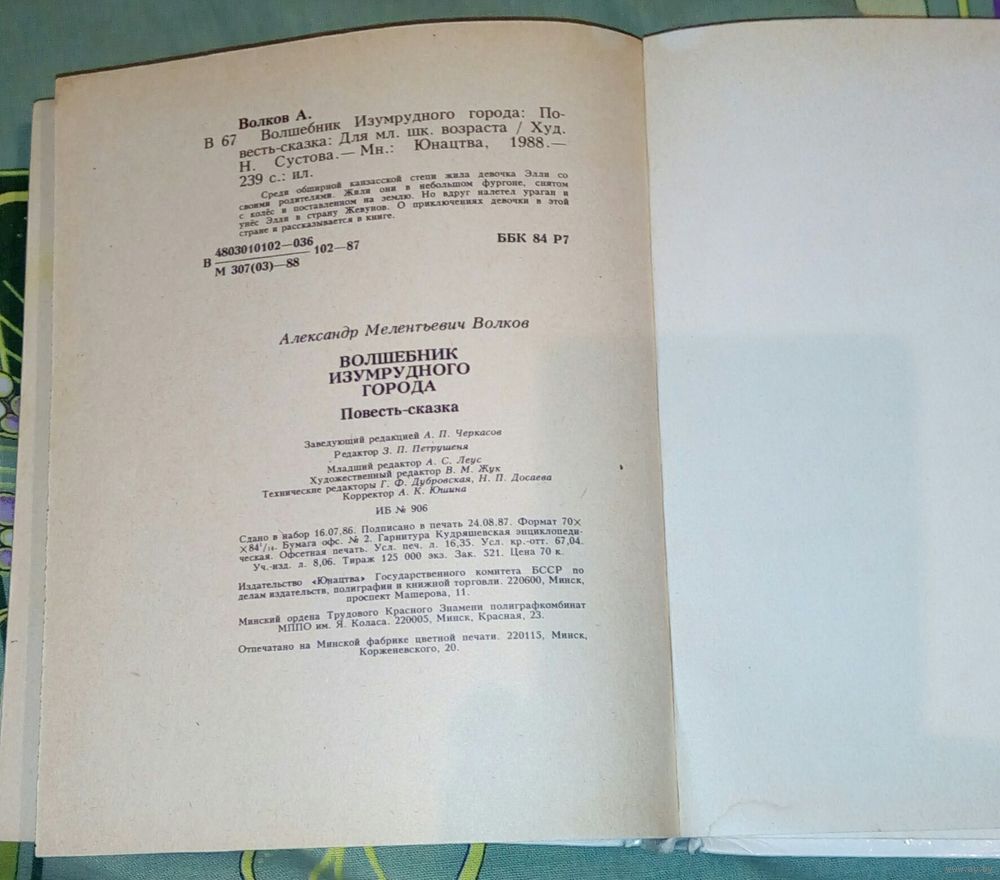 Волков А.
В 67 Волшебник Изумрудного города: По-
весть-сказка: Для мл. шк. возраста / Худ.
Н. Сустова. — Мн.: Юнацтва, 1988. —
239 с.: ил.
Среди обширной канзасской степи жила девочка Элли со
своими родителями. Жили они в небольшом фургоне, снятом
с колёс и поставленном на землю. Но вдруг налетел ураган и
унёс Элли в страну Жевунов. О приключениях девочки в этой
стране и рассказывается в книге.
В 4803010102—036 102—87
М 307(03)—88
ББК 84 Р7
Александр Мелентьевич Волков
ВОЛШЕБНИК
ИЗУМРУДНОГО
ГОРОДА
Повесть-сказка
Заведующий редакцией А. П. Черкасов
Редактор З. П. Петрушеня
Младший редактор А. С. Леус
Художественный редактор В. М. Жук
Технические редакторы Г. Ф. Дубровская, Н. П. Досаева
Корректор А. К. Юшина
ИБ № 906
Сдано в набор 16.07.86. Подписано в печать 24.08.87. Формат 70×
×84¹/₁₆. Бумага офс. № 2. Гарнитура Кудряшевская энциклопеди-
ческая. Офсетная печать. Усл. печ. л. 16,35. Усл. кр.-отт. 67,04.
Уч.-изд. л. 8,06. Тираж 125 000 экз. Зак. 521. Цена 70 к.
Издательство «Юнацтва» Государственного комитета БССР по
делам издательств, полиграфии и книжной торговли. 220600, Минск,
проспект Машерова, 11.
Минский ордена Трудового Красного Знамени полиграфкомбинат
МППО им. Я. Коласа. 220005, Минск, Красная, 23.
Отпечатано на Минской фабрике цветной печати. 220115, Минск,
Корженевского, 20.